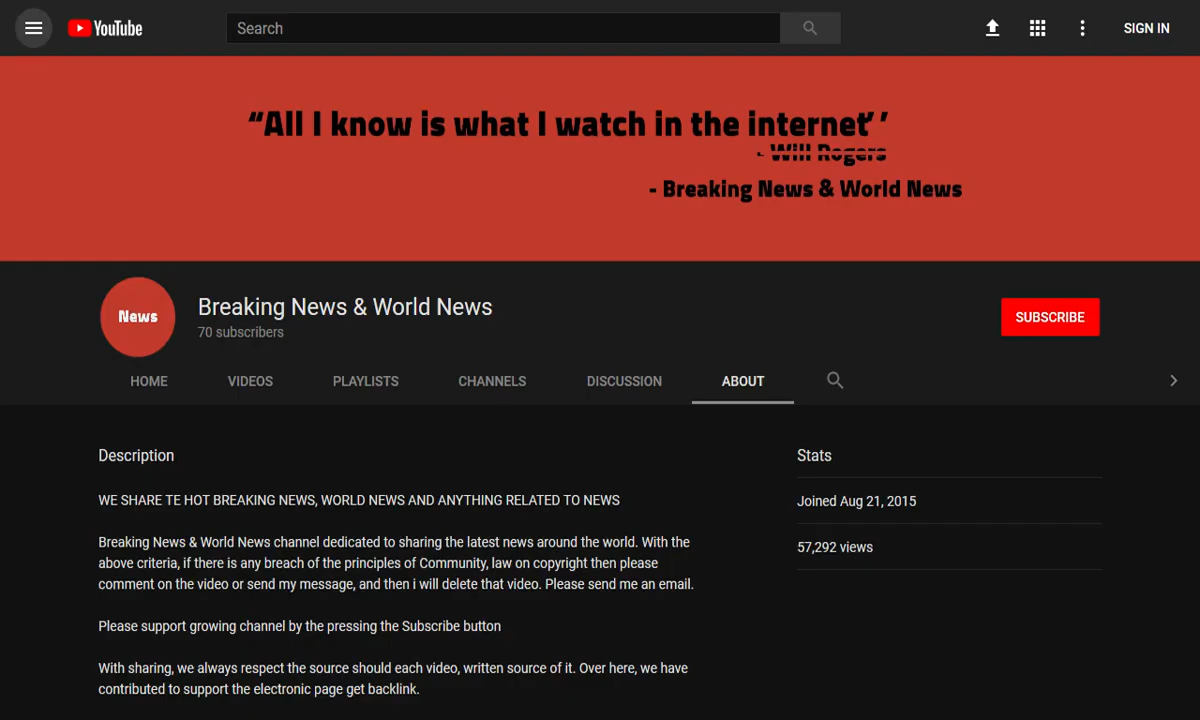 YouTube
Search
SIGN IN
“All I know is what I watch in the internet’’
- Will Rogers
- Breaking News & World News
News
Breaking News & World News
70 subscribers
SUBSCRIBE
HOME
VIDEOS
PLAYLISTS
CHANNELS
DISCUSSION
ABOUT
Description
WE SHARE TE HOT BREAKING NEWS, WORLD NEWS AND ANYTHING RELATED TO NEWS
Breaking News & World News channel dedicated to sharing the latest news around the world. With the
above criteria, if there is any breach of the principles of Community, law on copyright then please
comment on the video or send my message, and then i will delete that video. Please send me an email.
Please support growing channel by the pressing the Subscribe button
With sharing, we always respect the source should each video, written source of it. Over here, we have
contributed to support the electronic page get backlink.
Stats
Joined Aug 21, 2015
57,292 views